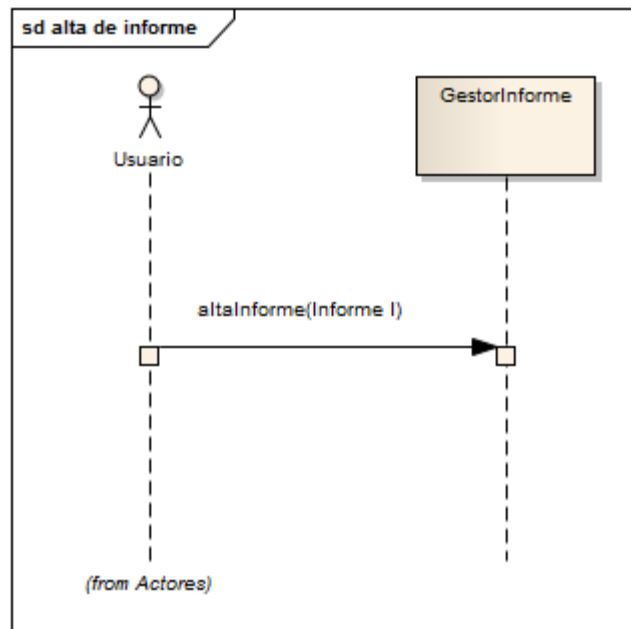 sd alta de informe
GestorInforme
Usuario
altaInforme(Informe I)
(from Actores)